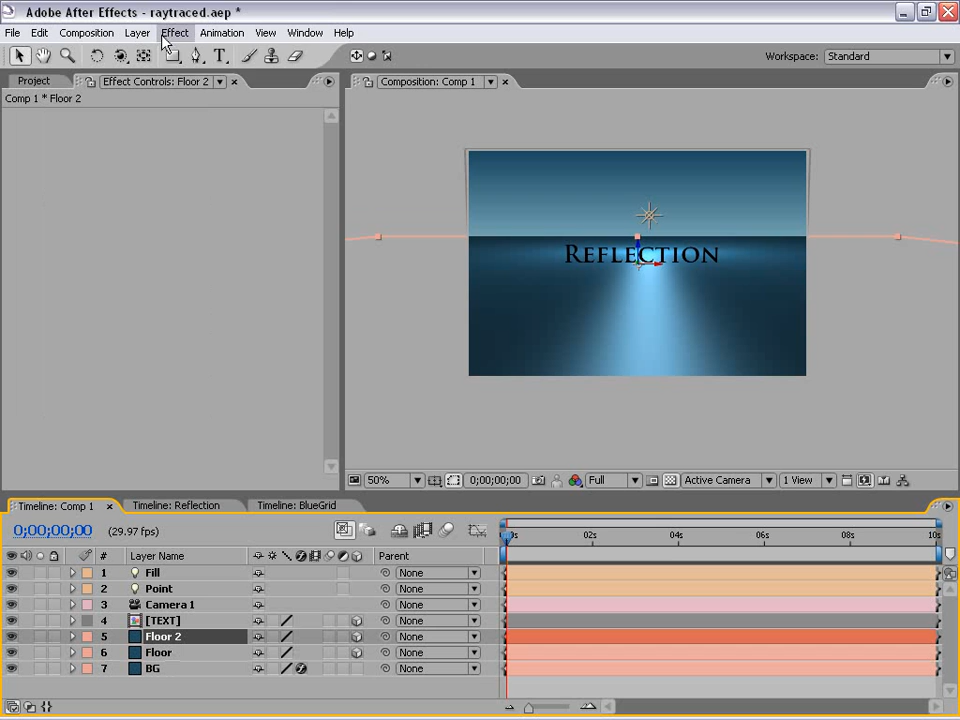 Adobe After Effects - raytraced.aep *
File Edit Composition Layer Effect Animation View Window Help
T Workspace: Standard
Project Effect Controls: Floor 2 Composition: Comp 1
Comp 1 * Floor 2
Reflection
50% 0;00;00;00 Full Active Camera 1 View
Timeline: Comp 1 Timeline: Reflection Timeline: BlueGrid
0;00;00;00 (29.97 fps)
# Layer Name Parent 02s 04s 06s 08s 10s
1 Fill None
2 Point None
3 Camera 1 None
4 [TEXT] None
5 Floor 2 None
6 Floor None
7 BG None